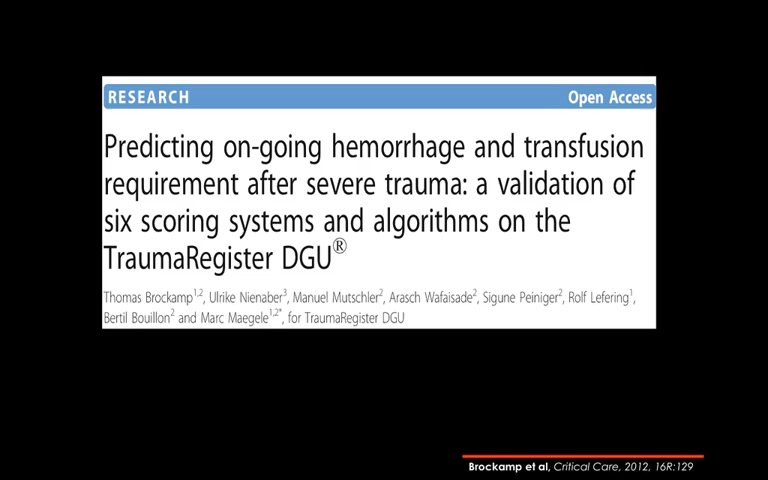 RESEARCH Open Access
Predicting on-going hemorrhage and transfusion
requirement after severe trauma: a validation of
six scoring systems and algorithms on the
TraumaRegister DGU®
Thomas Brockamp1,2, Ulrike Nienaber3, Manuel Mutschler2, Arasch Wafaisade2, Sigune Peiniger2, Rolf Lefering1,
Bertil Bouillon2 and Marc Maegele1,2*, for TraumaRegister DGU
Brockamp et al, Critical Care, 2012, 16R:129